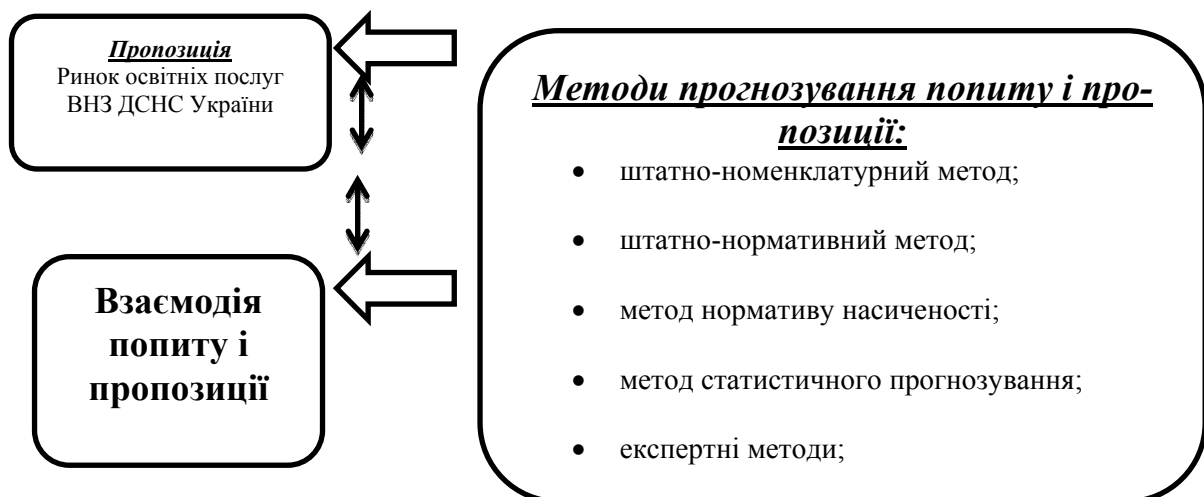 Пропозиція
Ринок освітніх послуг
ВНЗ ДСНС України
Взаємодія
попиту і
пропозиції
Методи прогнозування попиту і про-
позиції:
• штатно-номенклатурний метод;
• штатно-нормативний метод;
• метод нормативу насиченості;
• метод статистичного прогнозування;
• експертні методи;